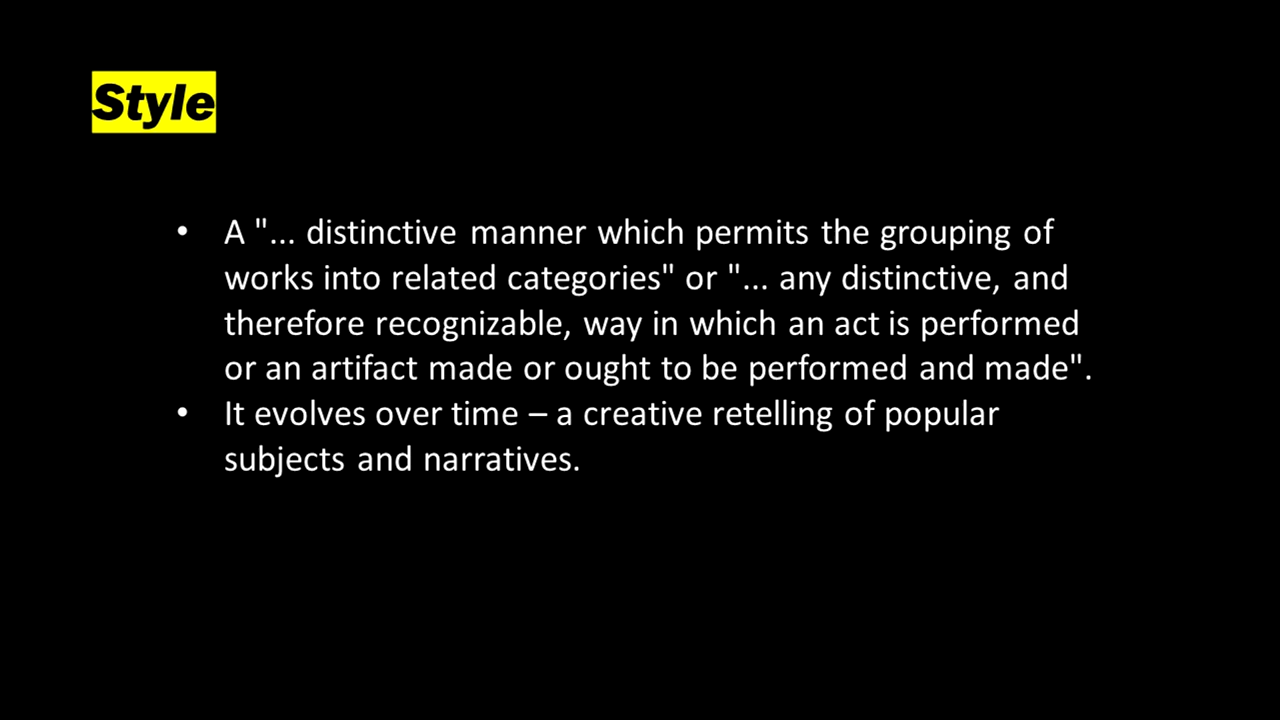 Style
• A "... distinctive manner which permits the grouping of
works into related categories" or "... any distinctive, and
therefore recognizable, way in which an act is performed
or an artifact made or ought to be performed and made".
• It evolves over time – a creative retelling of popular
subjects and narratives.